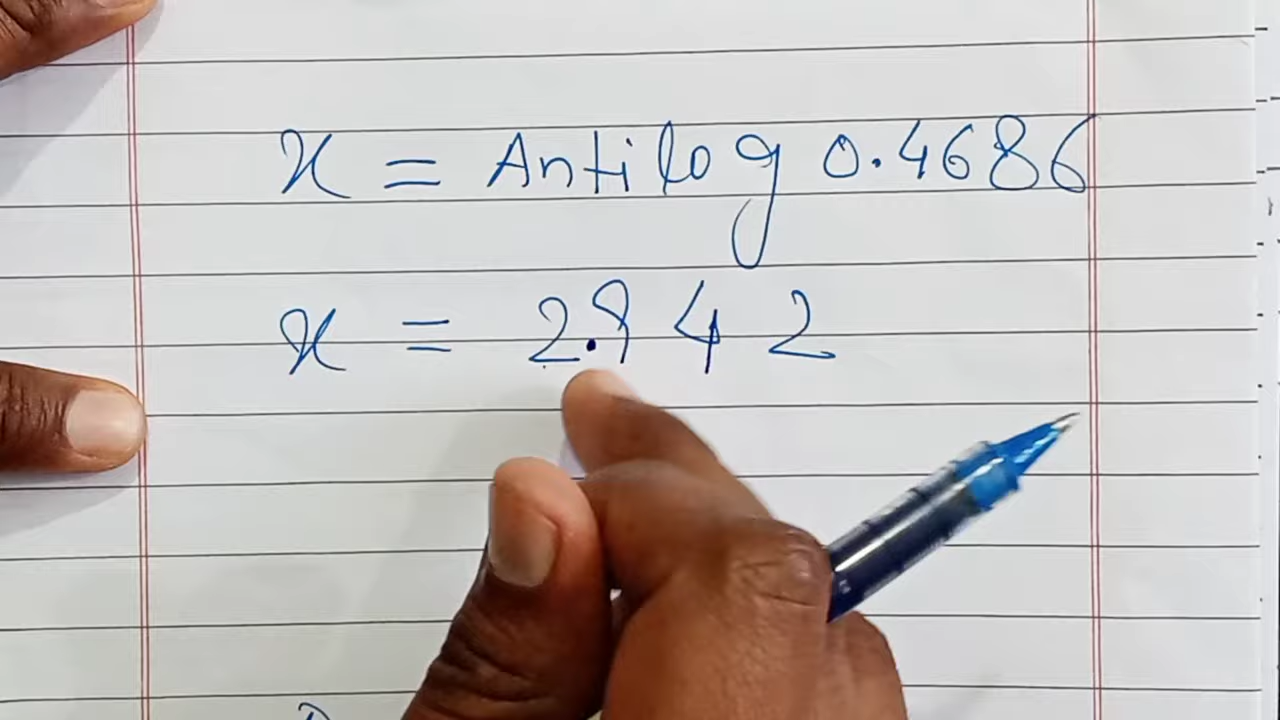 x = Antilog 0.4686
x = 2.942